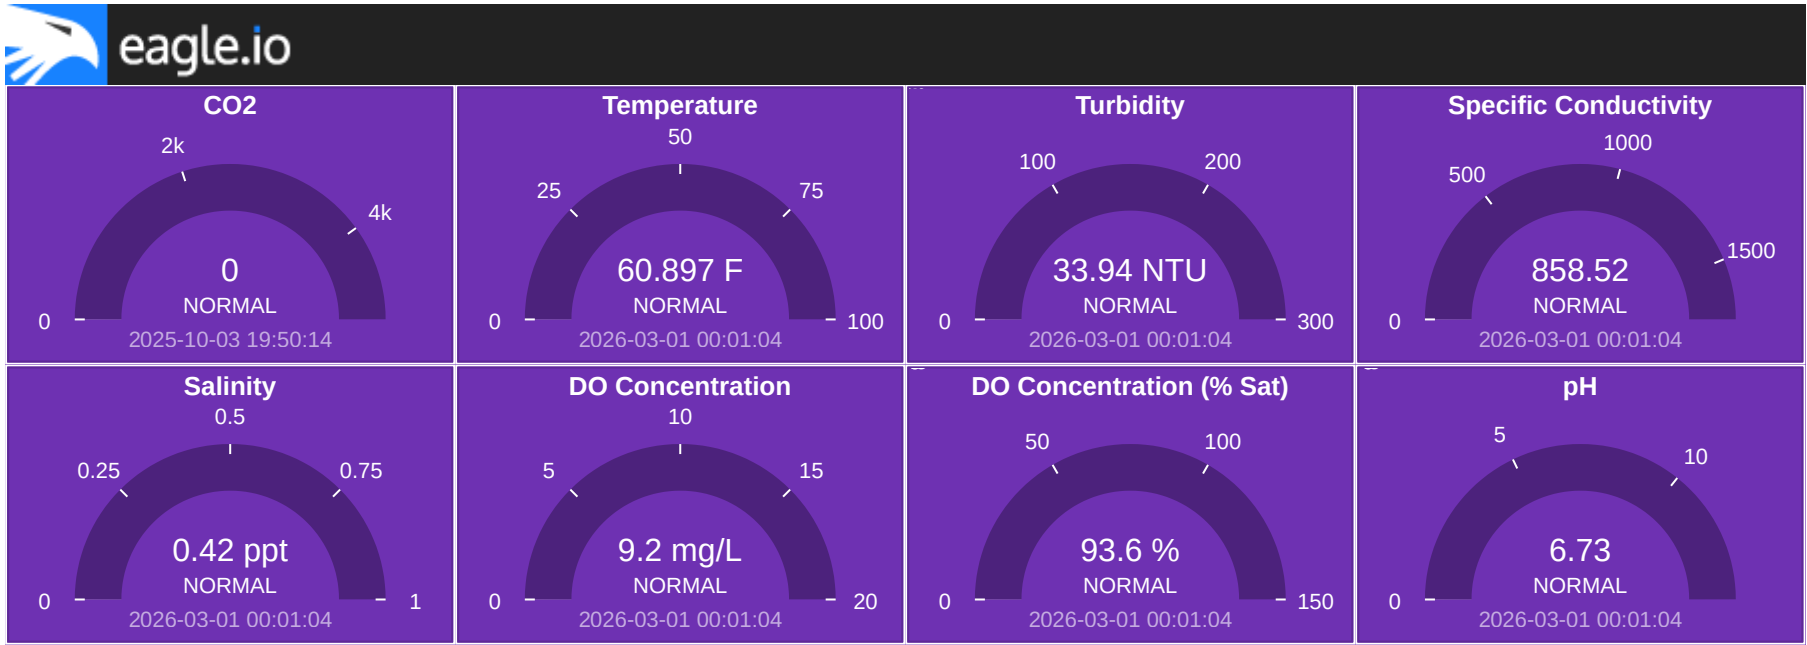 eagle.io
CO2
2k
4k
0
0
NORMAL
2025-10-03 19:50:14
Temperature
50
25
75
60.897 F
NORMAL
0
100
2026-03-01 00:01:04
Turbidity
100
200
33.94 NTU
NORMAL
0
300
2026-03-01 00:01:04
Specific Conductivity
1000
500
1500
858.52
NORMAL
0
2026-03-01 00:01:04
Salinity
0.5
0.25
0.75
0.42 ppt
NORMAL
0
1
2026-03-01 00:01:04
DO Concentration
10
5
15
9.2 mg/L
NORMAL
0
20
2026-03-01 00:01:04
DO Concentration (% Sat)
50
100
93.6 %
NORMAL
0
150
2026-03-01 00:01:04
pH
5
10
6.73
NORMAL
0
2026-03-01 00:01:04